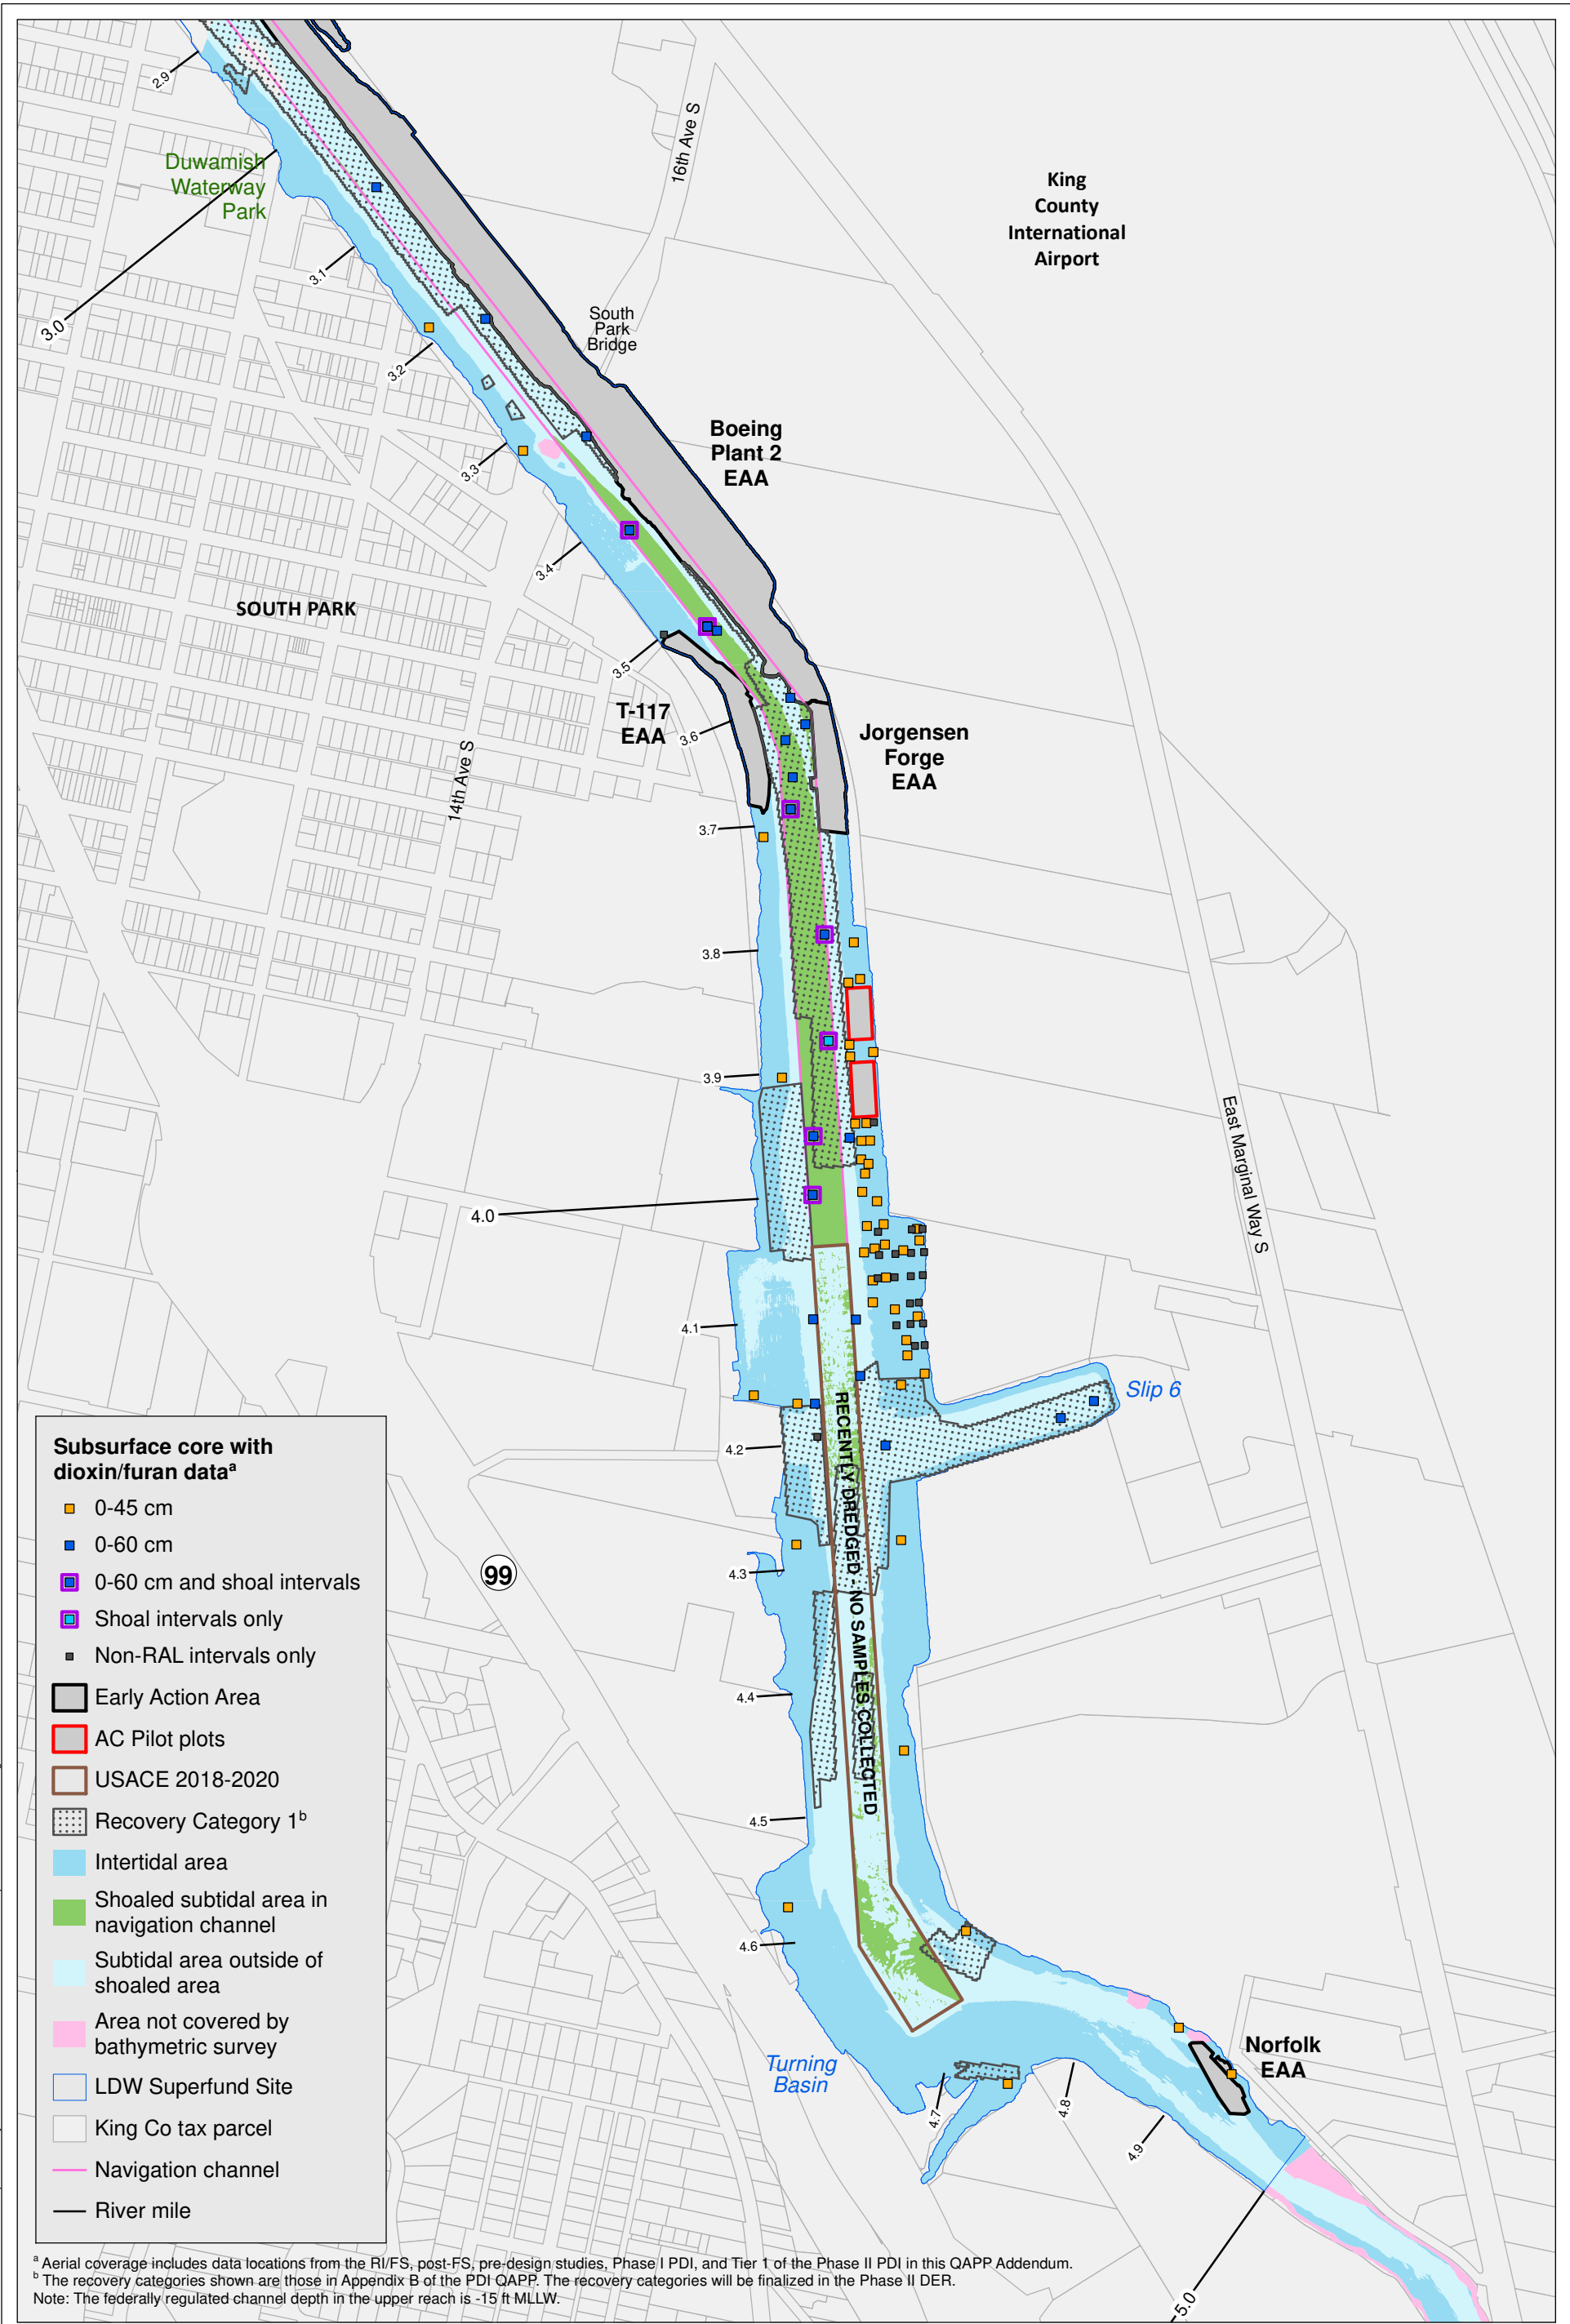 2.9
Duwamish
Waterway
Park
16th Ave S
King
County
International
Airport
3.0
3.1
South
Park
Bridge
3.2
Boeing
Plant 2
EAA
3.3
3.4
SOUTH PARK
3.5
T-117
EAA
3.6
Jorgensen
Forge
EAA
14th Ave S
3.7
3.8
3.9
East Marginal Way S
4.0
4.1
Slip 6
RECENTLY DREDGED - NO SAMPLES COLLECTED
4.2
99
4.3
4.4
4.5
4.6
Turning
Basin
4.7
4.8
4.9
Norfolk
EAA
5.0
Subsurface core with
dioxin/furan dataa
0-45 cm
0-60 cm
0-60 cm and shoal intervals
Shoal intervals only
Non-RAL intervals only
Early Action Area
AC Pilot plots
USACE 2018-2020
Recovery Category 1b
Intertidal area
Shoaled subtidal area in
navigation channel
Subtidal area outside of
shoaled area
Area not covered by
bathymetric survey
LDW Superfund Site
King Co tax parcel
Navigation channel
River mile
a Aerial coverage includes data locations from the RI/FS, post-FS, pre-design studies, Phase I PDI, and Tier 1 of the Phase II PDI in this QAPP Addendum.
b The recovery categories shown are those in Appendix B of the PDI QAPP. The recovery categories will be finalized in the Phase II DER.
Note: The federally regulated channel depth in the upper reach is -15 ft MLLW.